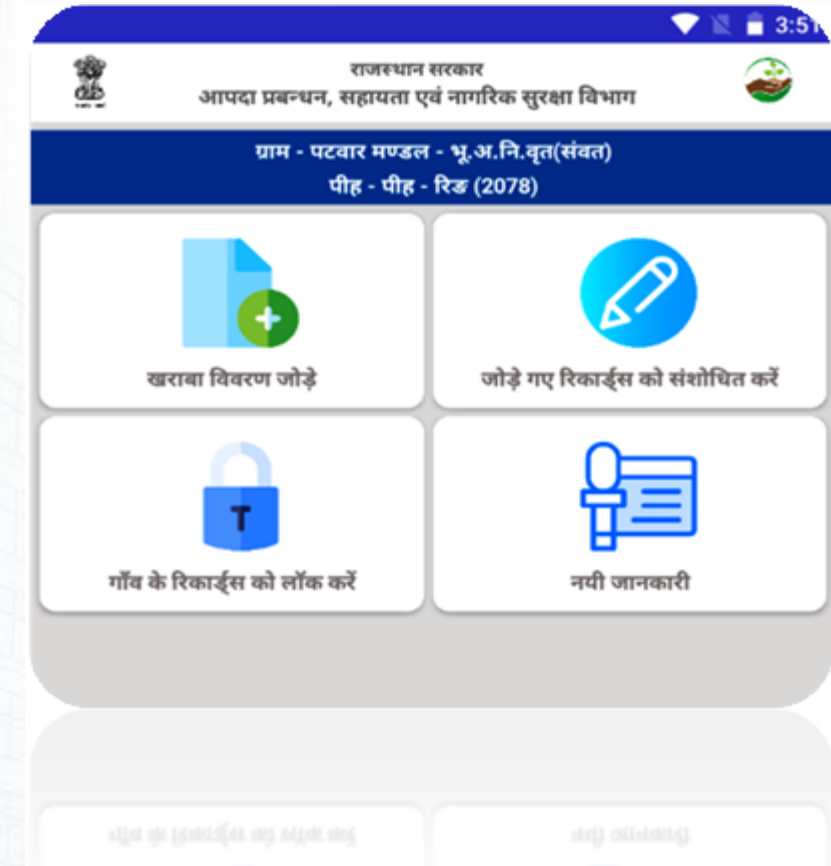 3:51
राजस्थान सरकार
आपदा प्रबन्धन, सहायता एवं नागरिक सुरक्षा विभाग
ग्राम - पटवार मण्डल - भू.अ.नि.वृत(संवत)
पीह - पीह - रिड (2078)
खराबा विवरण जोड़े
जोड़े गए रिकार्ड्स को संशोधित करें
T
गाँव के रिकार्ड्स को लॉक करें
नयी जानकारी